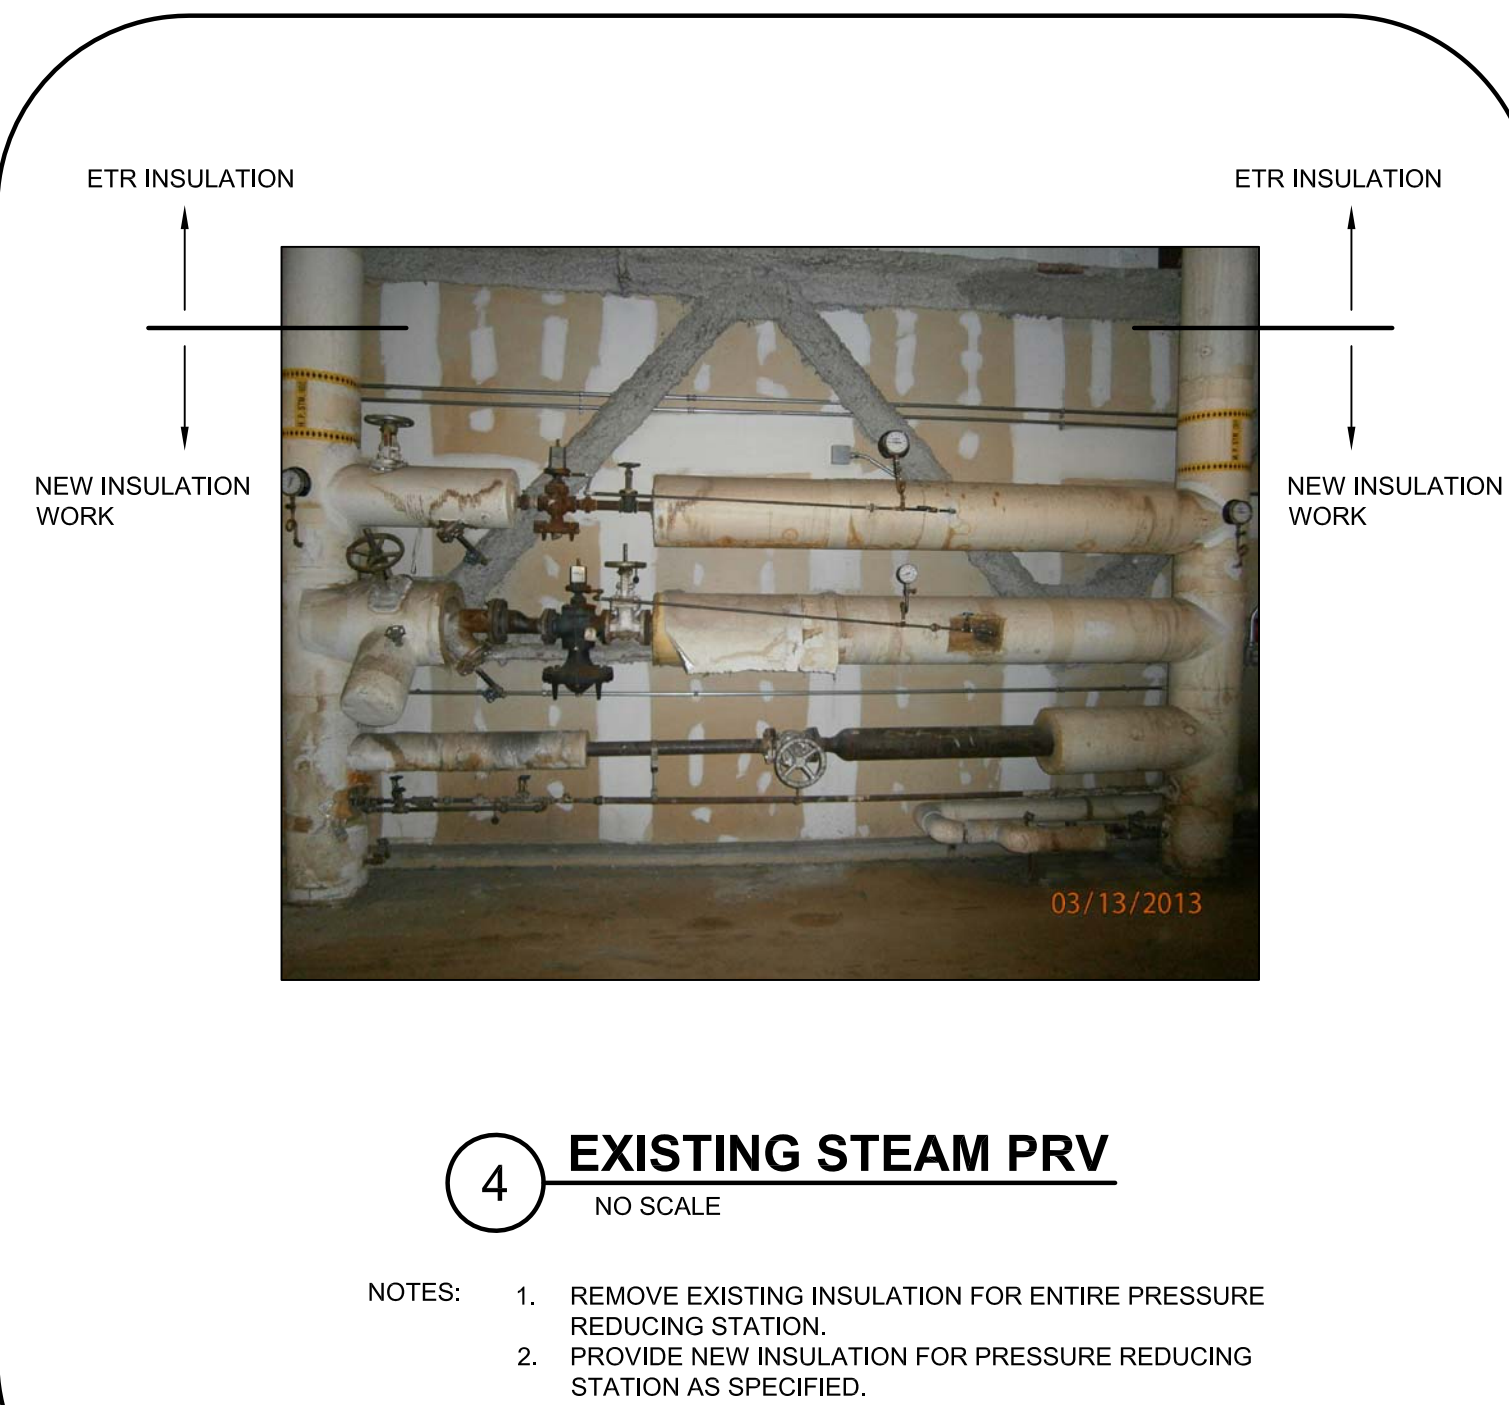 ETR INSULATION
ETR INSULATION
NEW INSULATION
WORK
NEW INSULATION
WORK
03/13/2013
4
EXISTING STEAM PRV
NO SCALE
NOTES:
1. REMOVE EXISTING INSULATION FOR ENTIRE PRESSURE
REDUCING STATION.
2. PROVIDE NEW INSULATION FOR PRESSURE REDUCING
STATION AS SPECIFIED.